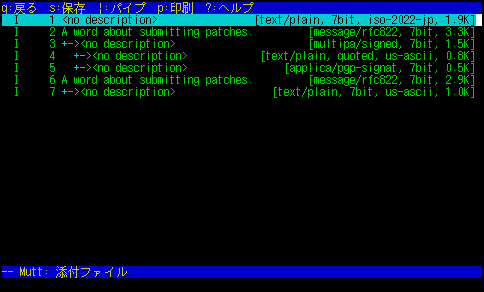 q:戻る  s:保存  |:パイプ  p:印刷  ?:ヘルプ
I     1 <no description>              [text/plain, 7bit, iso-2022-jp, 1.9K]
I     2 A word about submitting patches.       [message/rfc822, 7bit, 3.3K]
I     3 +-><no description>                    [multipa/signed, 7bit, 1.5K]
I     4   +-><no description>            [text/plain, quoted, us-ascii, 0.8K]
I     5   +-><no description>                [applica/pgp-signat, 7bit, 0.5K]
I     6 A word about submitting patches.       [message/rfc822, 7bit, 2.9K]
I     7 +-><no description>              [text/plain, 7bit, us-ascii, 1.0K]
-- Mutt: 添付ファイル